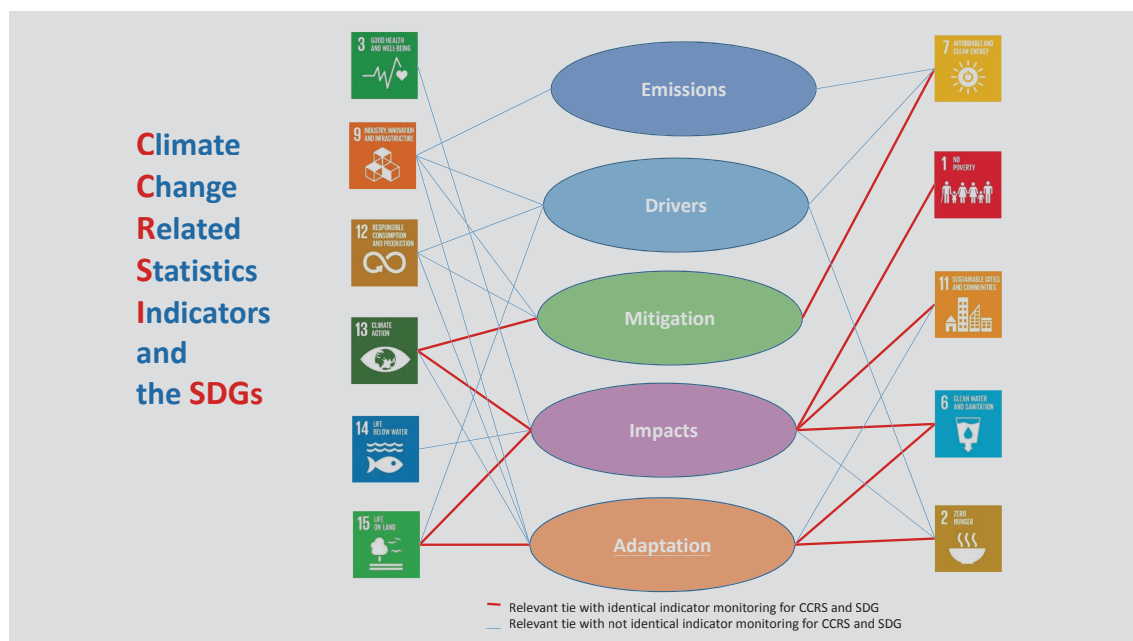 Climate
Change
Related
Statistics
Indicators
and
the SDGs
3 GOOD HEALTH
AND WELL-BEING
9 INDUSTRY, INNOVATION
AND INFRASTRUCTURE
12 RESPONSIBLE
CONSUMPTION
AND PRODUCTION
13 CLIMATE
ACTION
14 LIFE
BELOW WATER
15 LIFE
ON LAND
Emissions
Drivers
Mitigation
Impacts
Adaptation
7 AFFORDABLE AND
CLEAN ENERGY
1 NO
POVERTY
11 SUSTAINABLE CITIES
AND COMMUNITIES
6 CLEAN WATER
AND SANITATION
2 ZERO
HUNGER
Relevant tie with identical indicator monitoring for CCRS and SDG
Relevant tie with not identical indicator monitoring for CCRS and SDG